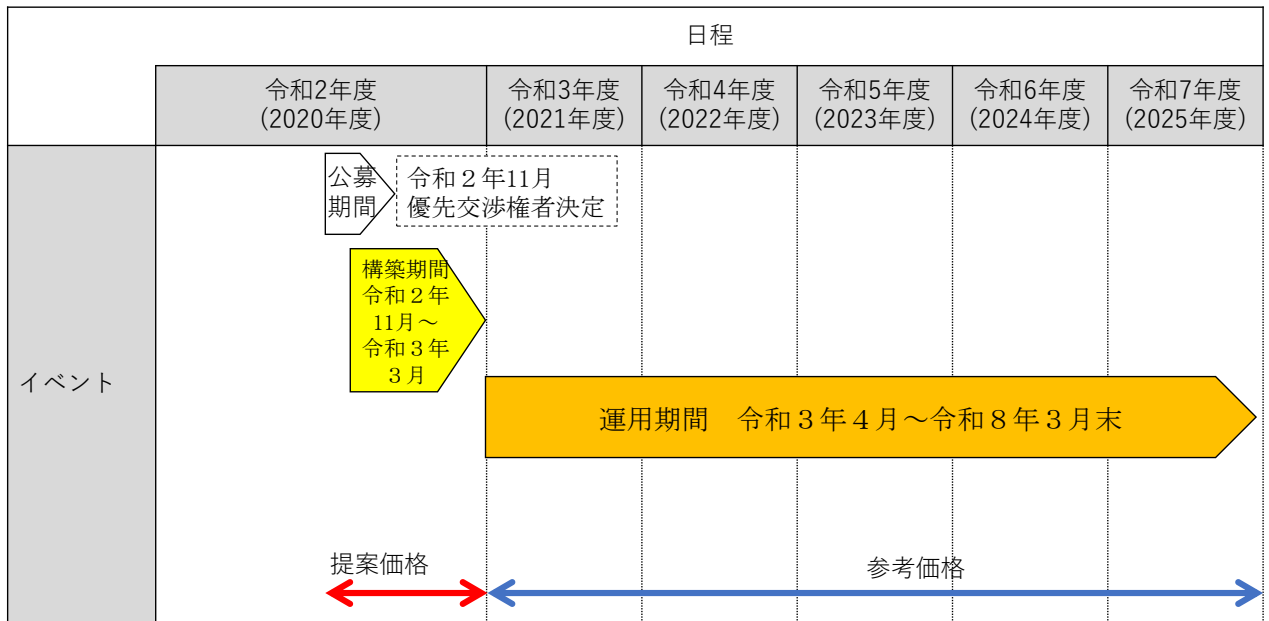 日程
令和2年度
(2020年度)
令和3年度
(2021年度)
令和4年度
(2022年度)
令和5年度
(2023年度)
令和6年度
(2024年度)
令和7年度
(2025年度)
イベント
公募
期間
令和２年11月
優先交渉権者決定
構築期間
令和２年
11月～
令和３年
３月
運用期間　令和３年４月～令和８年３月末
提案価格
参考価格